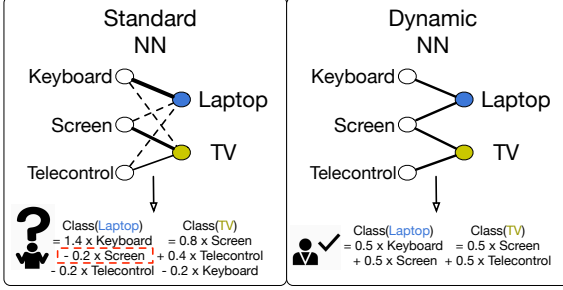 Standard
NN
Keyboard
Laptop
Screen
TV
Telecontrol
?
Class(Laptop)
= 1.4 x Keyboard
- 0.2 x Screen
- 0.2 x Telecontrol
Class(TV)
= 0.8 x Screen
+ 0.4 x Telecontrol
- 0.2 x Keyboard
Dynamic
NN
Keyboard
Laptop
Screen
TV
Telecontrol
Class(Laptop)
= 0.5 x Keyboard
+ 0.5 x Screen
Class(TV)
= 0.5 x Screen
+ 0.5 x Telecontrol